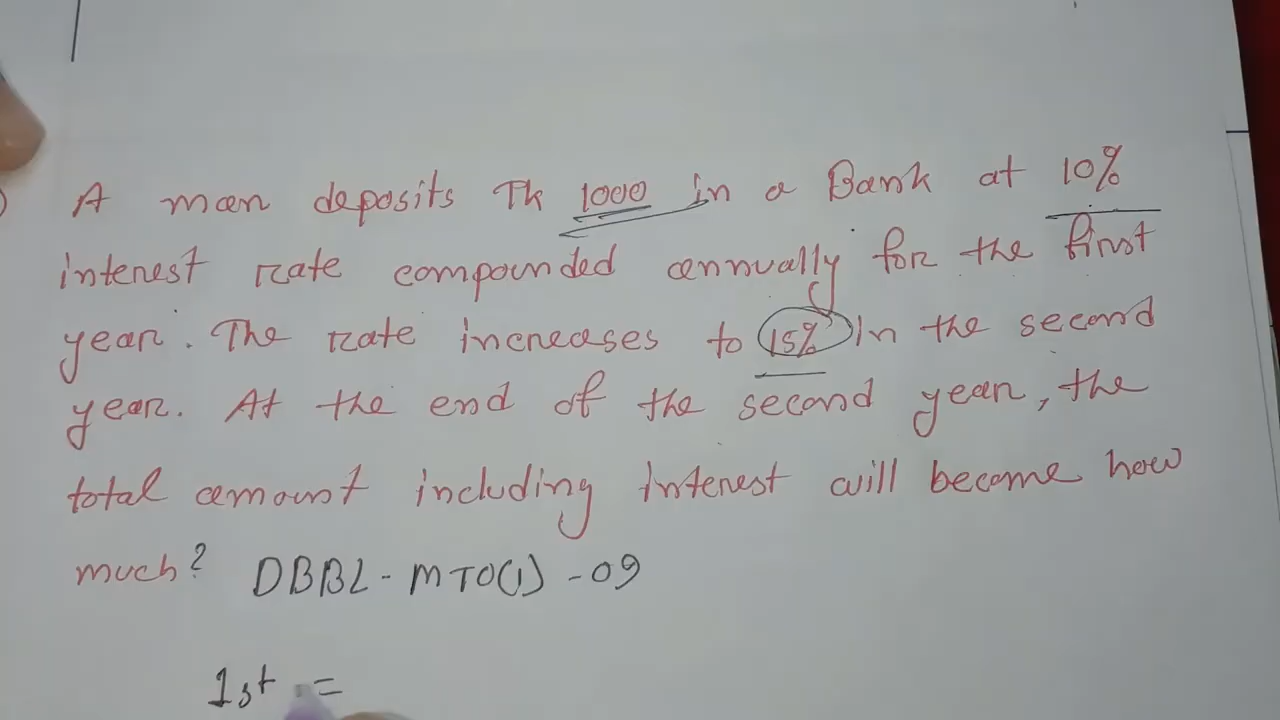 A man deposits Tk 1000 in a Bank at 10%
interest rate compounded annually for the first
year. The rate increases to 15% in the second
year. At the end of the second year, the
total amount including interest will become how
much? DBBL - MTO(1) - 09
1st =